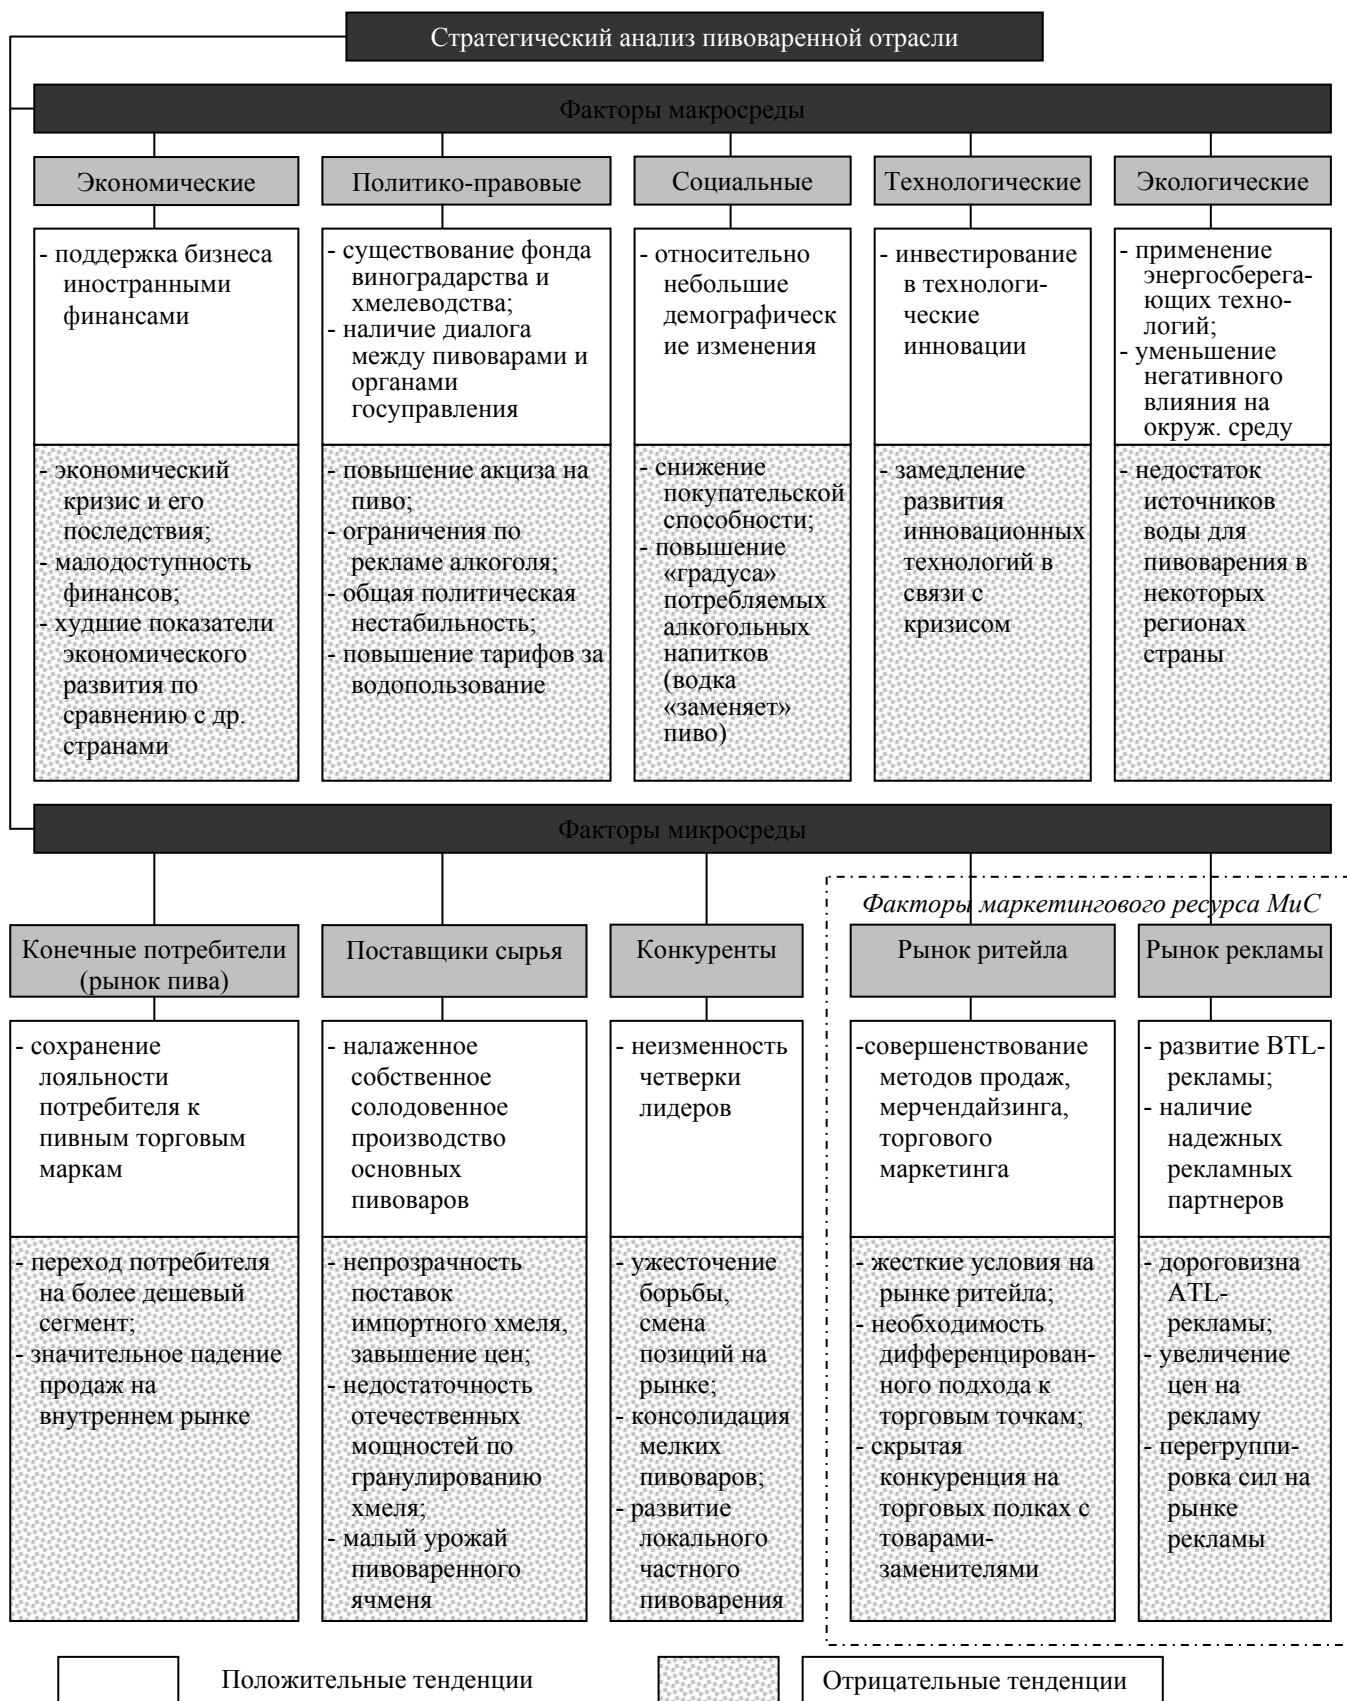 Стратегический анализ пивоваренной отрасли
Факторы макросреды
Экономические
Политико-правовые
Социальные
Технологические
Экологические
- поддержка бизнеса
иностранными
финансами
- существование фонда
виноградарства и
хмелеводства;
- наличие диалога
между пивоварами и
органами
госуправления
- относительно
небольшие
демографическ
ие изменения
- инвестирование
в технологи-
ческие
инновации
- применение
энергосберега-
ющих техно-
логий;
- уменьшение
негативного
влияния на
окруж. среду
- экономический
кризис и его
последствия;
- малодоступность
финансов;
- худшие показатели
экономического
развития по
сравнению с др.
странами
- повышение акциза на
пиво;
- ограничения по
рекламе алкоголя;
- общая политическая
нестабильность;
- повышение тарифов за
водопользование
- снижение
покупательской
способности;
- повышение
«градуса»
потребляемых
алкогольных
напитков
(водка
«заменяет»
пиво)
- замедление
развития
инновационных
технологий в
связи с
кризисом
- недостаток
источников
воды для
пивоварения в
некоторых
регионах
страны
Факторы микросреды
Факторы маркетингового ресурса МиС
Конечные потребители
(рынок пива)
Поставщики сырья
Конкуренты
Рынок ритейла
Рынок рекламы
- сохранение
лояльности
потребителя к
пивным торговым
маркам
- налаженное
собственное
солодовенное
производство
основных
пивоваров
- неизменность
четверки
лидеров
-совершенствование
методов продаж,
мерчендайзинга,
торгового
маркетинга
- развитие BTL-
рекламы;
- наличие
надежных
рекламных
партнеров
- переход потребителя
на более дешевый
сегмент;
- значительное падение
продаж на
внутреннем рынке
- непрозрачность
поставок
импортного хмеля,
завышение цен;
- недостаточность
отечественных
мощностей по
гранулированию
хмеля;
- малый урожай
пивоваренного
ячменя
- ужесточение
борьбы,
смена
позиций на
рынке;
- консолидация
мелких
пивоваров;
- развитие
локального
частного
пивоварения
- жесткие условия на
рынке ритейла;
- необходимость
дифференцирован-
ного подхода к
торговым точкам;
- скрытая
конкуренция на
торговых полках с
товарами-
заменителями
- дороговизна
ATL-
рекламы;
- увеличение
цен на
рекламу
- перегруппи-
ровка сил на
рынке
рекламы
Положительные тенденции
Отрицательные тенденции